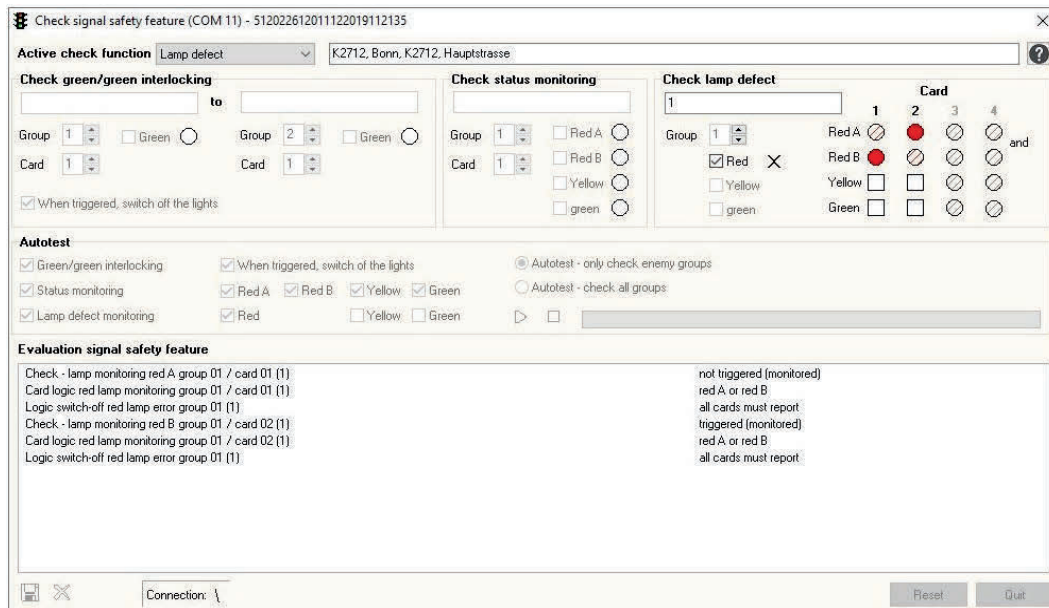 Check signal safety feature (COM 11) - 512022612011122019112135
Active check function Lamp defect K2712, Bonn, K2712, Hauptstrasse
Check green/green interlocking
to
Group 1 Green Group 2 Green
Card 1 Card 1
When triggered, switch off the lights
Check status monitoring
Group 1 Red A
Card 1 Red B
Yellow
green
Check lamp defect
1
Group 1
Red
Yellow
green
Card
1 2 3 4
Red A
and
Red B
Yellow
Green
Autotest
Green/green interlocking When triggered, switch of the lights Autotest - only check enemy groups
Status monitoring Red A Red B Yellow Green Autotest - check all groups
Lamp defect monitoring Red Yellow Green
Evaluation signal safety feature
Check - lamp monitoring red A group 01 / card 01 (1) not triggered (monitored)
Card logic red lamp monitoring group 01 / card 01 (1) red A or red B
Logic switch-off red lamp error group 01 (1) all cards must report
Check - lamp monitoring red B group 01 / card 02 (1) triggered (monitored)
Card logic red lamp monitoring group 01 / card 02 (1) red A or red B
Logic switch-off red lamp error group 01 (1) all cards must report
Connection: \
Reset Quit